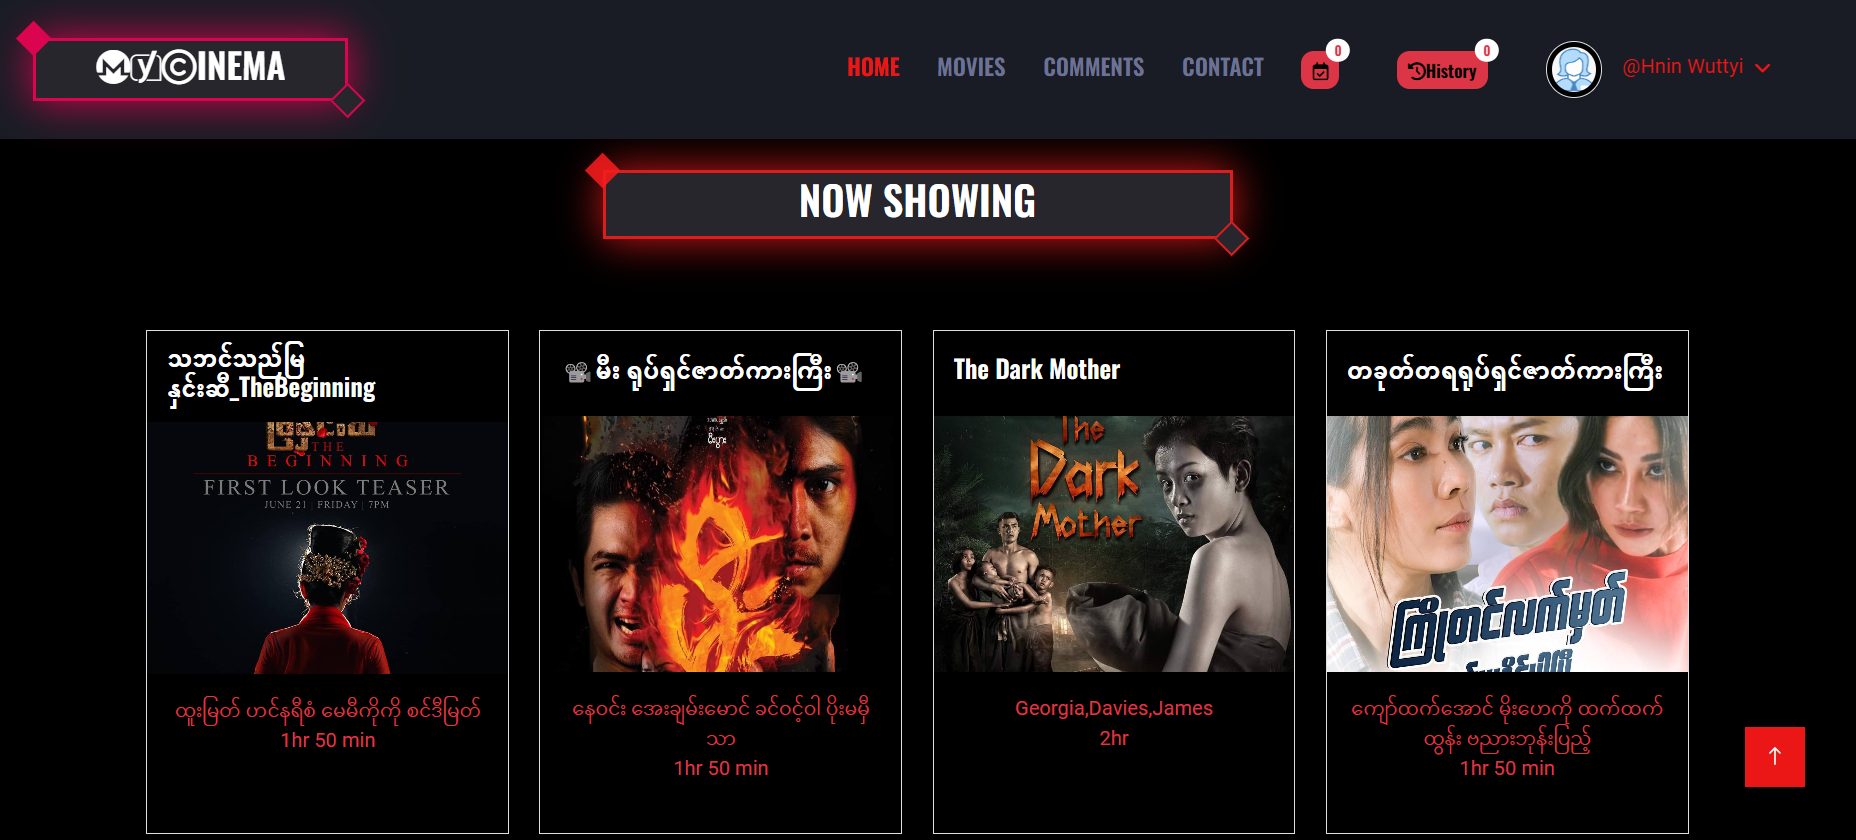 MyCINEMA
HOME MOVIES COMMENTS CONTACT 0 History 0 @Hnin Wuttyi
NOW SHOWING
သဘင်သည်မြ
နှင်းဆီ_TheBeginning
THE
BEGINNING
FIRST LOOK TEASER
JUNE 21 | FRIDAY | 7PM
ထူးမြတ် ဟင်နရီစံ မေမီကိုကို စင်ဒီမြတ်
1hr 50 min
မီး ရုပ်ရှင်ဇာတ်ကားကြီး
နေဝင်း အေးချမ်းမောင် ခင်ဝင့်ဝါ ပိုးမမှီ
သာ
1hr 50 min
The Dark Mother
The
Dark
Mother
Georgia,Davies,James
2hr
တခုတ်တရရုပ်ရှင်ဇာတ်ကားကြီး
ကြိုတင်လက်မှတ်
ကျော်ထက်အောင် မိုးဟေကို ထက်ထက်
ထွန်း ဗညားဘုန်းပြည့်
1hr 50 min